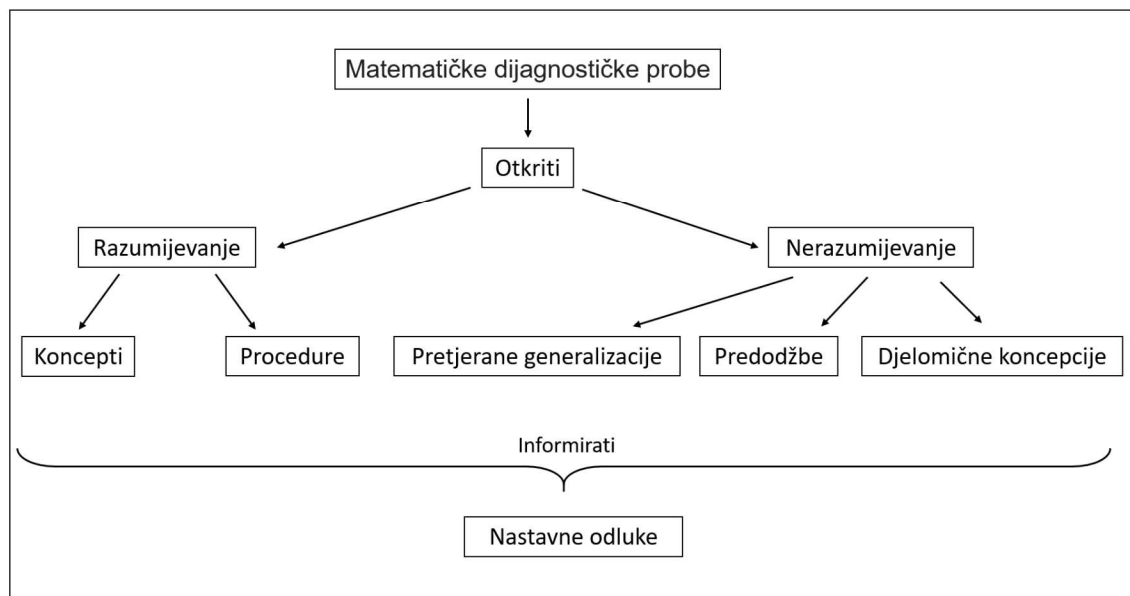 Matematičke dijagnostičke probe
Otkriti
Razumijevanje
Nerazumijevanje
Koncepti
Procedure
Pretjerane generalizacije
Predodžbe
Djelomične koncepcije
Informirati
Nastavne odluke